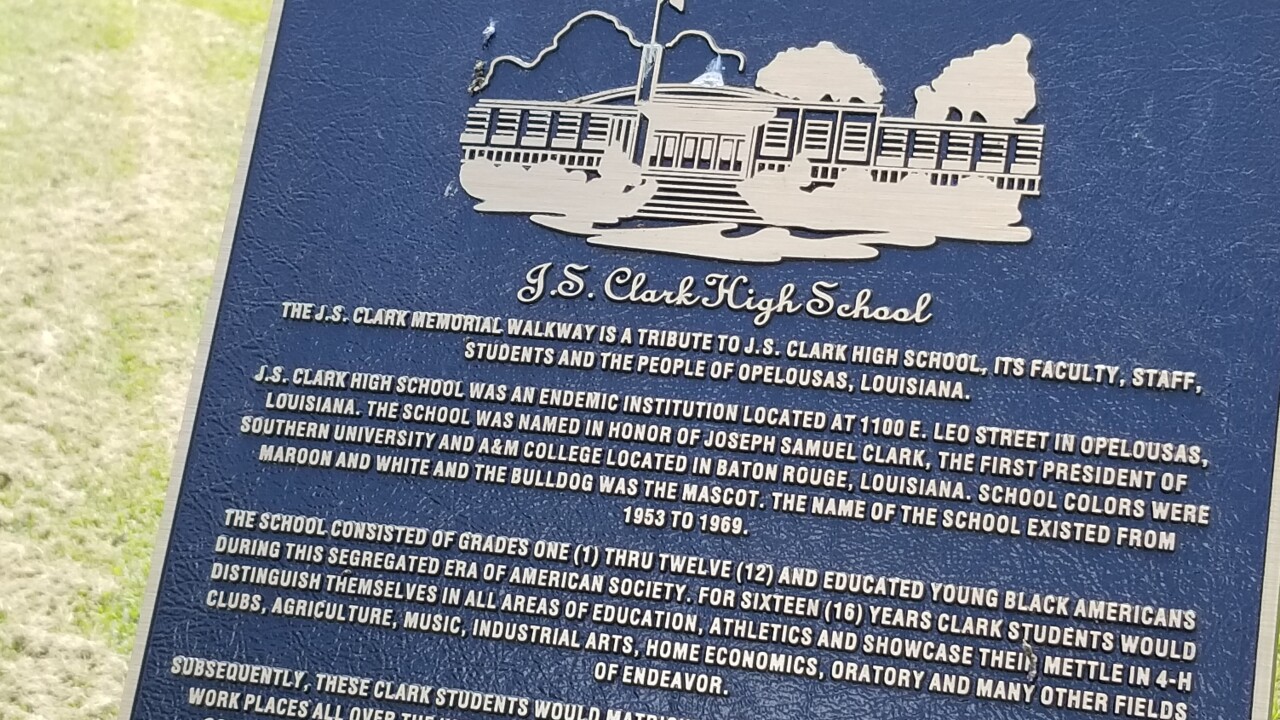 J.S. Clark High School
THE J.S. CLARK MEMORIAL WALKWAY IS A TRIBUTE TO J.S. CLARK HIGH SCHOOL, ITS FACULTY, STAFF,
STUDENTS AND THE PEOPLE OF OPELOUSAS, LOUISIANA.
J.S. CLARK HIGH SCHOOL WAS AN ENDEMIC INSTITUTION LOCATED AT 1100 E. LEO STREET IN OPELOUSAS,
LOUISIANA. THE SCHOOL WAS NAMED IN HONOR OF JOSEPH SAMUEL CLARK, THE FIRST PRESIDENT OF
SOUTHERN UNIVERSITY AND A&M COLLEGE LOCATED IN BATON ROUGE, LOUISIANA. SCHOOL COLORS WERE
MAROON AND WHITE AND THE BULLDOG WAS THE MASCOT. THE NAME OF THE SCHOOL EXISTED FROM
1953 TO 1969.
THE SCHOOL CONSISTED OF GRADES ONE (1) THRU TWELVE (12) AND EDUCATED YOUNG BLACK AMERICANS
DURING THIS SEGREGATED ERA OF AMERICAN SOCIETY. FOR SIXTEEN (16) YEARS CLARK STUDENTS WOULD
DISTINGUISH THEMSELVES IN ALL AREAS OF EDUCATION, ATHLETICS AND SHOWCASE THEIR METTLE IN 4-H
CLUBS, AGRICULTURE, MUSIC, INDUSTRIAL ARTS, HOME ECONOMICS, ORATORY AND MANY OTHER FIELDS
OF ENDEAVOR.
SUBSEQUENTLY, THESE CLARK STUDENTS WOULD
WORK PLACES ALL OVER THE